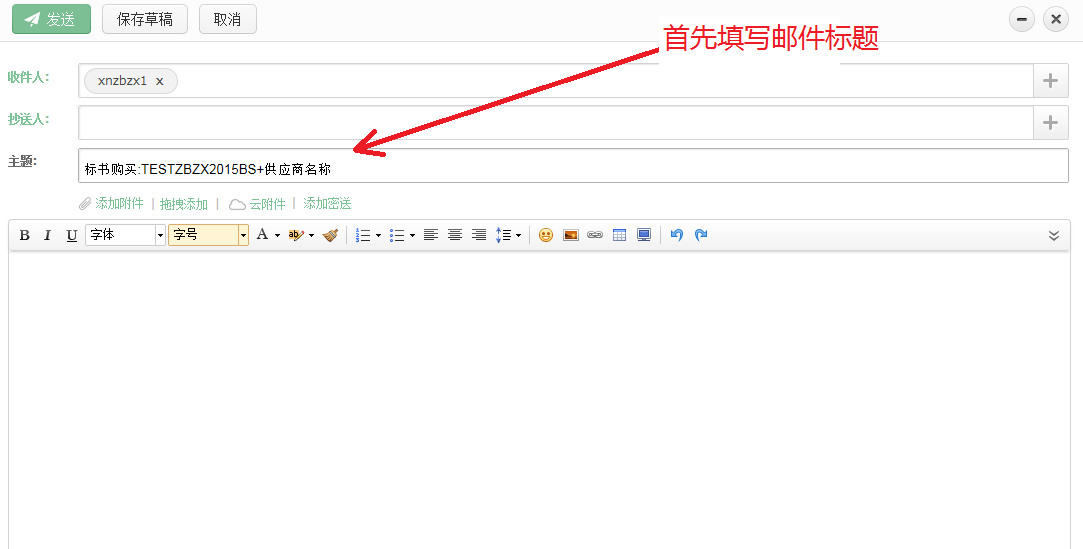 发送 保存草稿 取消
首先填写邮件标题
收件人: xnzbzx1 x
抄送人:
主题: 标书购买:TESTZBZX2015BS+供应商名称
添加附件 | 拖拽添加 | 云附件 | 添加密送
B I U 字体 字号 A ab